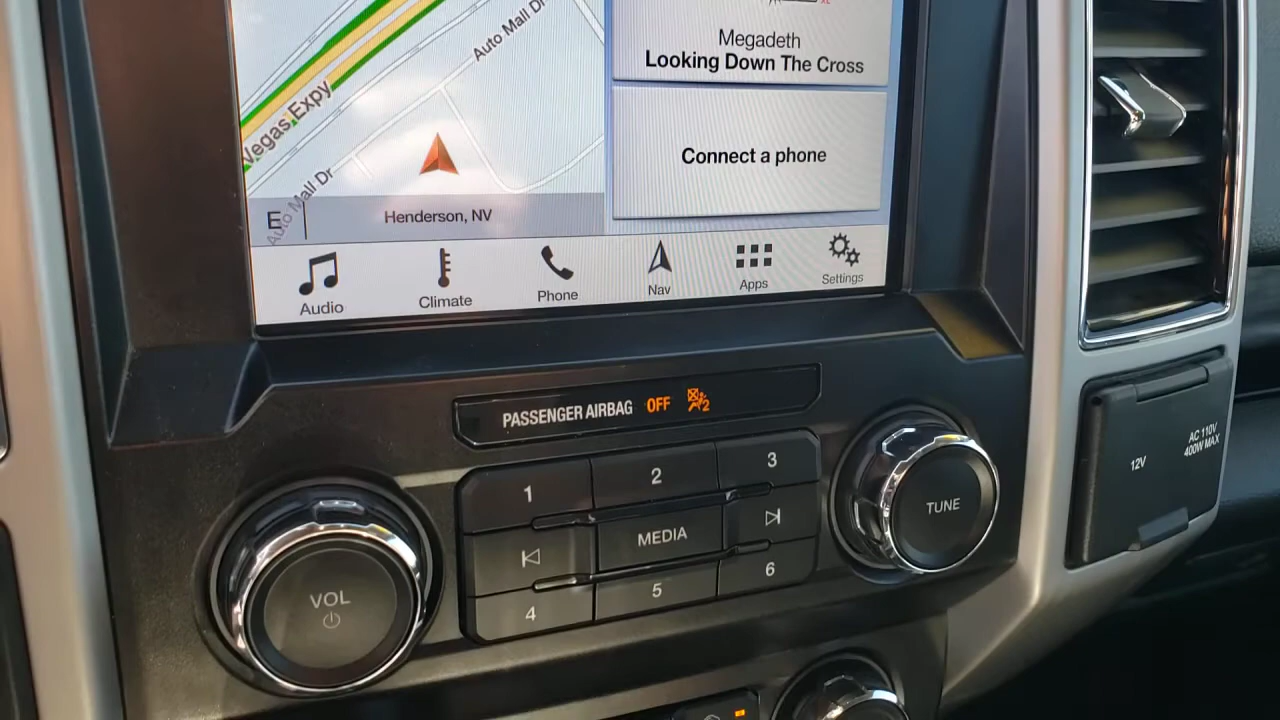 Auto Mall Dr
Vegas Expy
Auto Mall Dr
E
Henderson, NV
Megadeth
Looking Down The Cross
Connect a phone
Audio
Climate
Phone
Nav
Apps
Settings
PASSENGER AIRBAG OFF 2
1
2
3
MEDIA
4
5
6
VOL
TUNE
12V
AC 110V
400W MAX